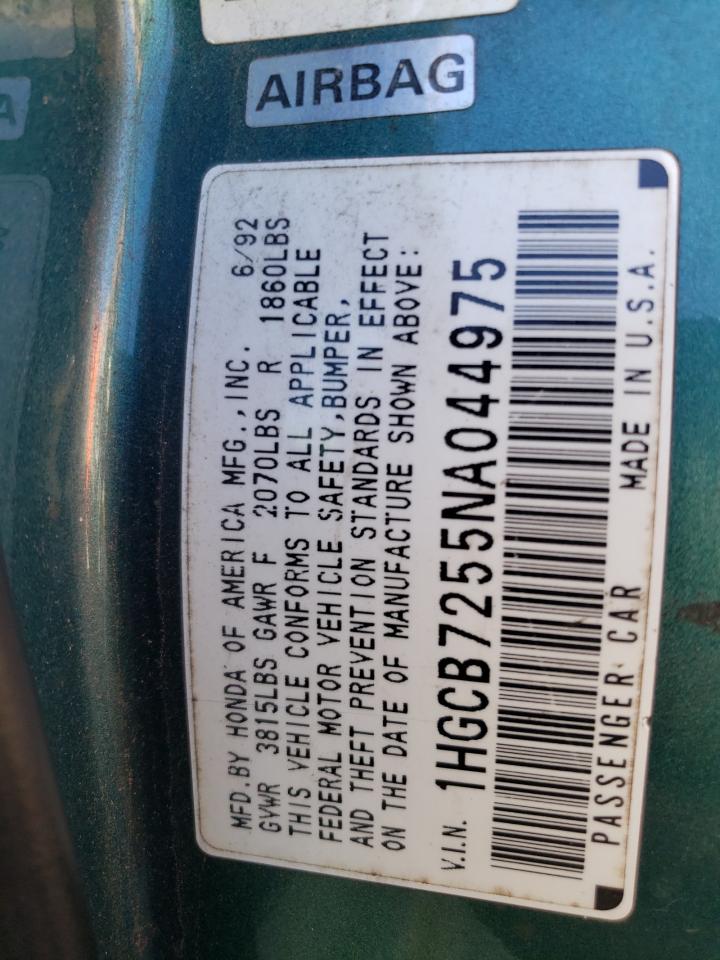 AIRBAG
MFD.BY HONDA OF AMERICA MFG.,INC. 6/92
GVWR 3815LBS GAWR F 2070LBS R 1860LBS
THIS VEHICLE CONFORMS TO ALL APPLICABLE
FEDERAL MOTOR VEHICLE SAFETY,BUMPER,
AND THEFT PREVENTION STANDARDS IN EFFECT
ON THE DATE OF MANUFACTURE SHOWN ABOVE:
V.I.N. 1HGCB7255NA044975
PASSENGER CAR MADE IN U.S.A.
A